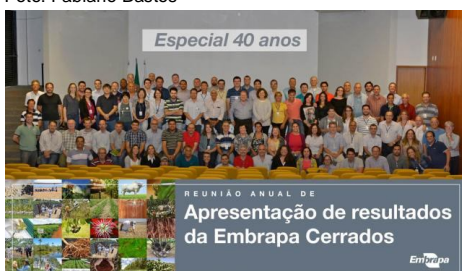 Foto: Fabiano Bastos
Especial 40 anos
REUNIÃO ANUAL DE
Apresentação de resultados
da Embrapa Cerrados
Embrapa